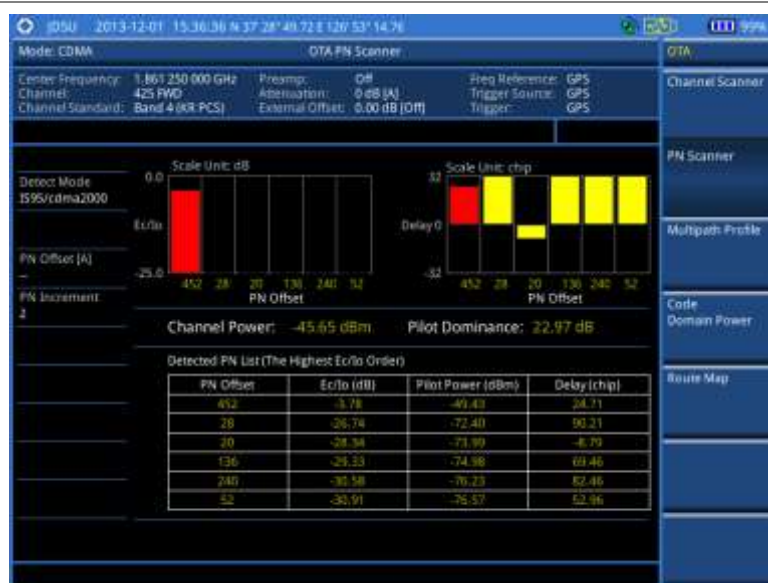 JDSU 2013-12-01 15:36:36 N 37° 28' 49.72 E 126° 53' 14.76 99%
Mode: CDMA OTA PN Scanner OTA
Center Frequency: 1.861 250 000 GHz Preamp: Off Freq Reference: GPS
Channel: 425 FWD Attenuation: 0 dB [A] Trigger Source: GPS
Channel Standard: Band 4 (KR PCS) External Offset: 0.00 dB [Off] Trigger: GPS
Channel Scanner
PN Scanner
Multipath Profile
Code
Domain Power
Route Map
Detect Mode
IS95/cdma2000
PN Offset [A]
--
PN Increment
2
Scale Unit: dB
0.0
Ec/Io
-25.0
452 28 20 136 240 52
PN Offset
Scale Unit: chip
32
Delay 0
-32
452 28 20 136 240 52
PN Offset
Channel Power: -45.65 dBm Pilot Dominance: 22.97 dB
Detected PN List (The Highest Ec/Io Order)
PN Offset Ec/Io (dB) Pilot Power (dBm) Delay (chip)
452 -3.78 -49.43 24.71
28 -26.74 -72.40 90.21
20 -28.34 -73.99 -8.79
136 -29.33 -74.98 69.46
240 -30.58 -76.23 82.46
52 -30.91 -76.57 52.96